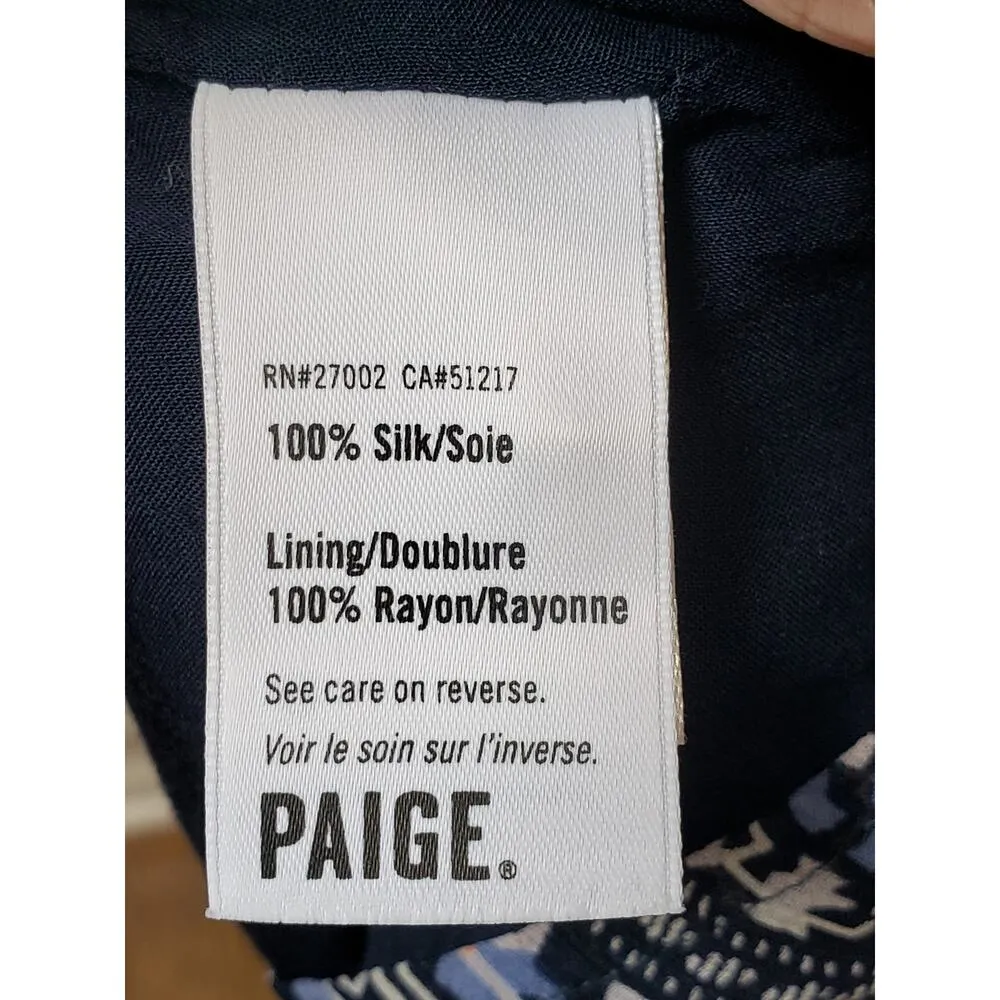 RN#27002 CA#51217
100% Silk/Soie
Lining/Doublure
100% Rayon/Rayonne
See care on reverse.
Voir le soin sur l'inverse.
PAIGE®